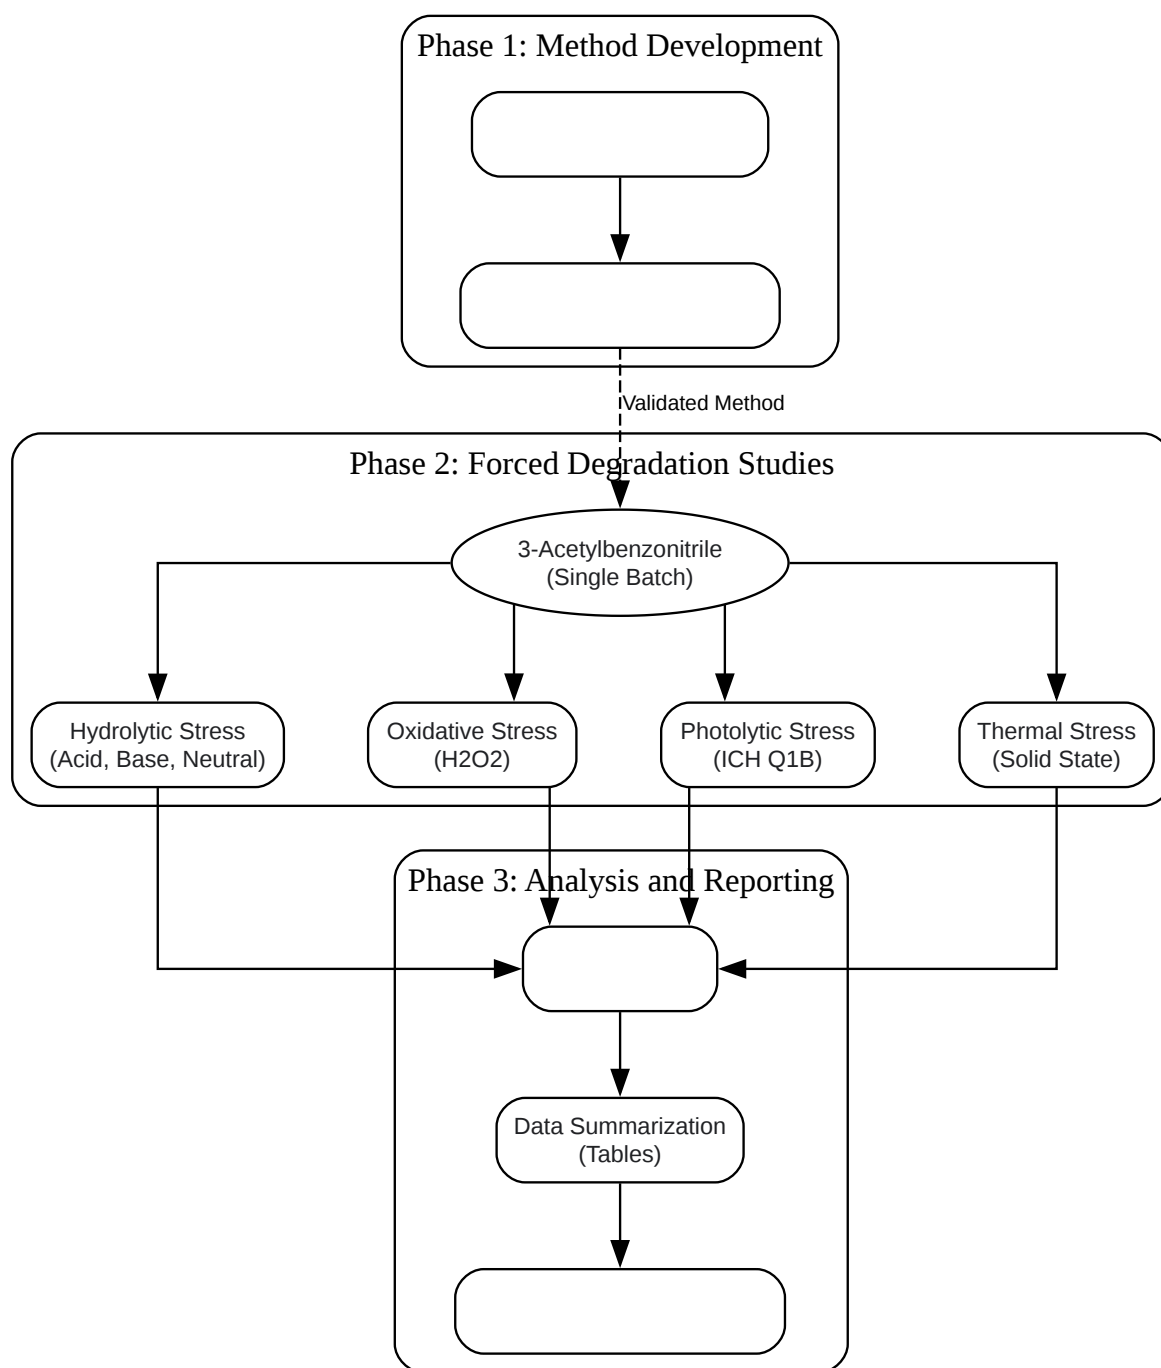 Phase 1: Method Development
Validated Method
Phase 2: Forced Degradation Studies
3-Acetylbenzonitrile
(Single Batch)
Hydrolytic Stress
(Acid, Base, Neutral)
Oxidative Stress
(H2O2)
Photolytic Stress
(ICH Q1B)
Thermal Stress
(Solid State)
Phase 3: Analysis and Reporting
Data Summarization
(Tables)